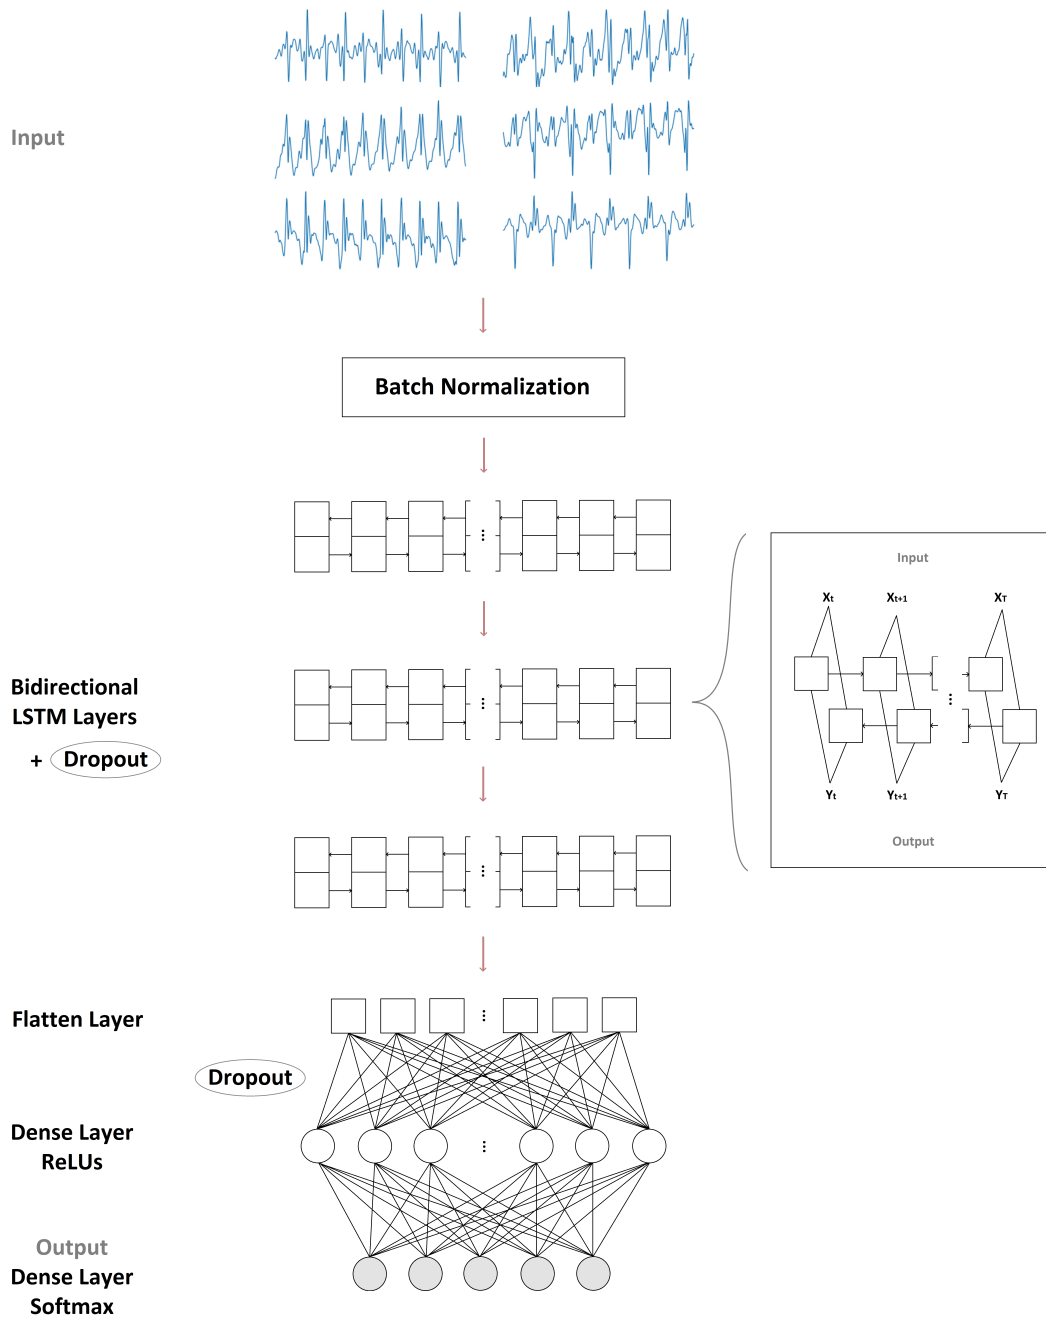 Input
Batch Normalization
Bidirectional
LSTM Layers
+ Dropout
Input
Xt Xt+1 XT
⋮
Yt Yt+1 YT
Output
Flatten Layer
Dropout
Dense Layer
ReLUs
Output
Dense Layer
Softmax